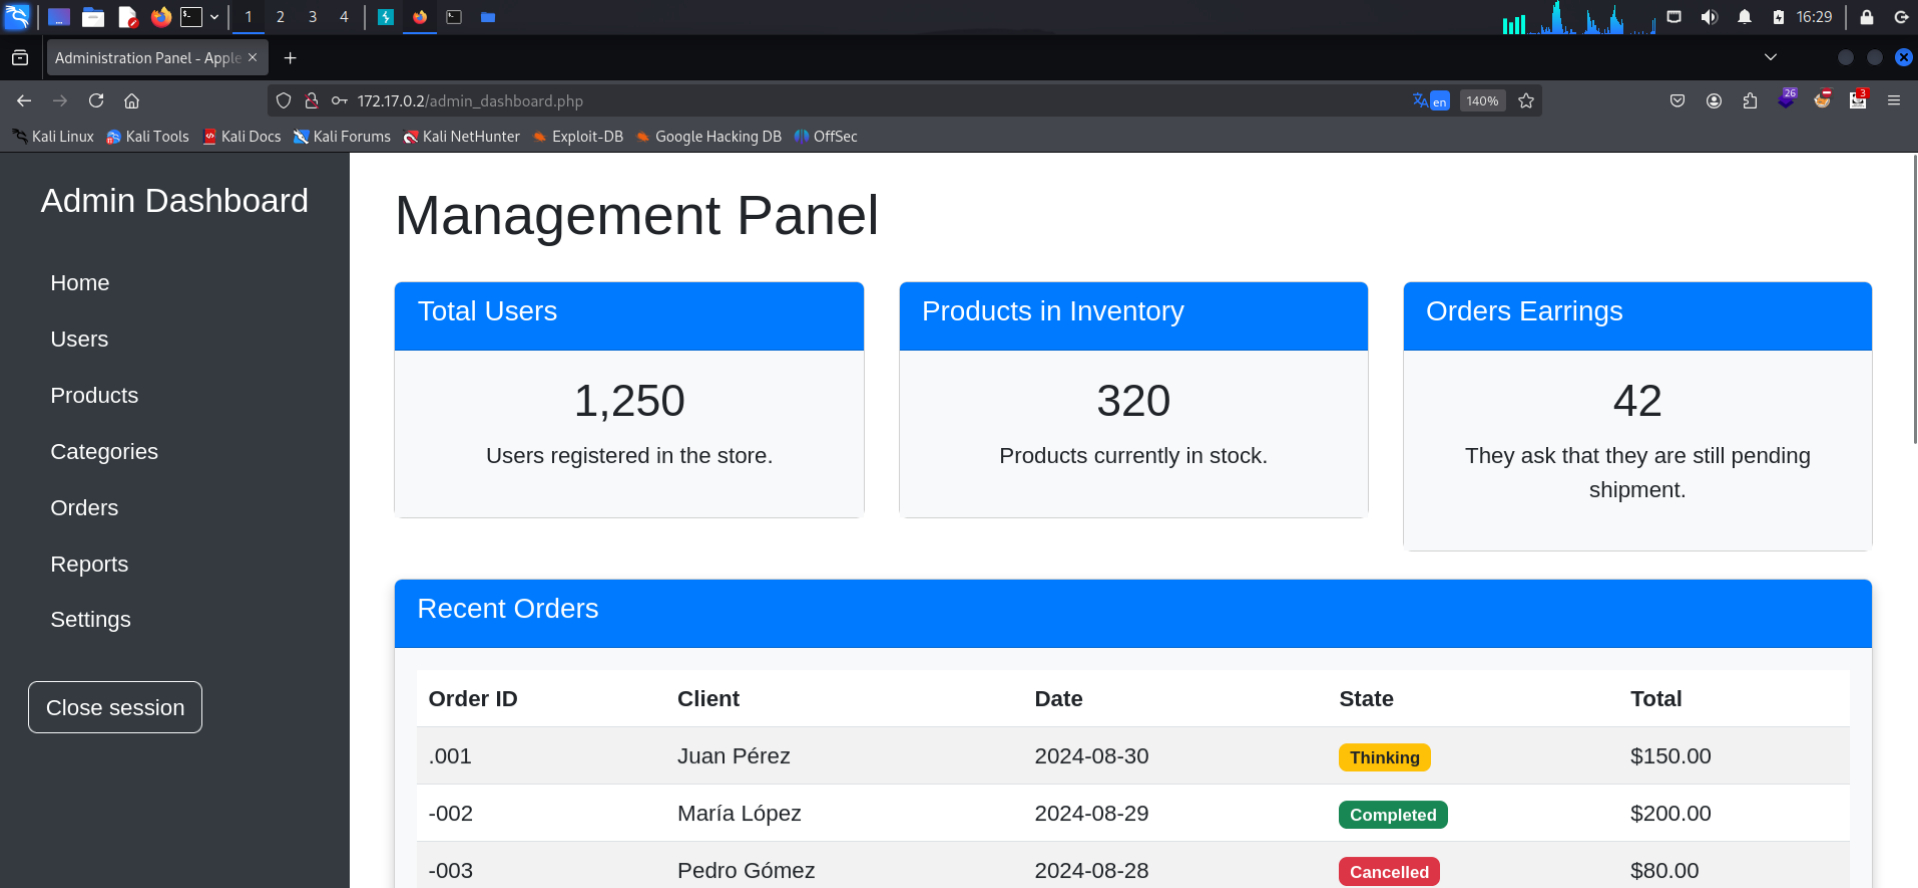 1 2 3 4 16:29
Administration Panel - Apple
172.17.0.2/admin_dashboard.php en 140% 26 3
Kali Linux Kali Tools Kali Docs Kali Forums Kali NetHunter Exploit-DB Google Hacking DB OffSec
Admin Dashboard
Home
Users
Products
Categories
Orders
Reports
Settings
Close session
Management Panel
Total Users
1,250
Users registered in the store.
Products in Inventory
320
Products currently in stock.
Orders Earrings
42
They ask that they are still pending
shipment.
Recent Orders
Order ID Client Date State Total
.001 Juan Pérez 2024-08-30 Thinking $150.00
-002 María López 2024-08-29 Completed $200.00
-003 Pedro Gómez 2024-08-28 Cancelled $80.00